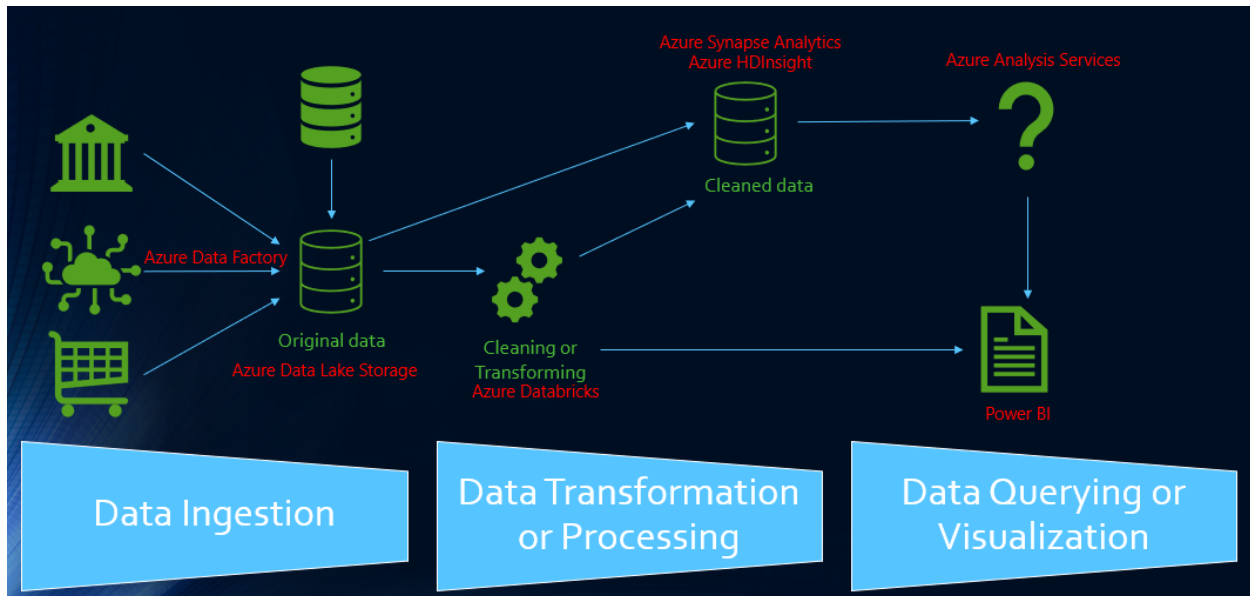 Azure Synapse Analytics
Azure HDInsight
Azure Analysis Services
Cleaned data
Azure Data Factory
Original data
Azure Data Lake Storage
Cleaning or
Transforming
Azure Databricks
Power BI
Data Ingestion
Data Transformation
or Processing
Data Querying or
Visualization